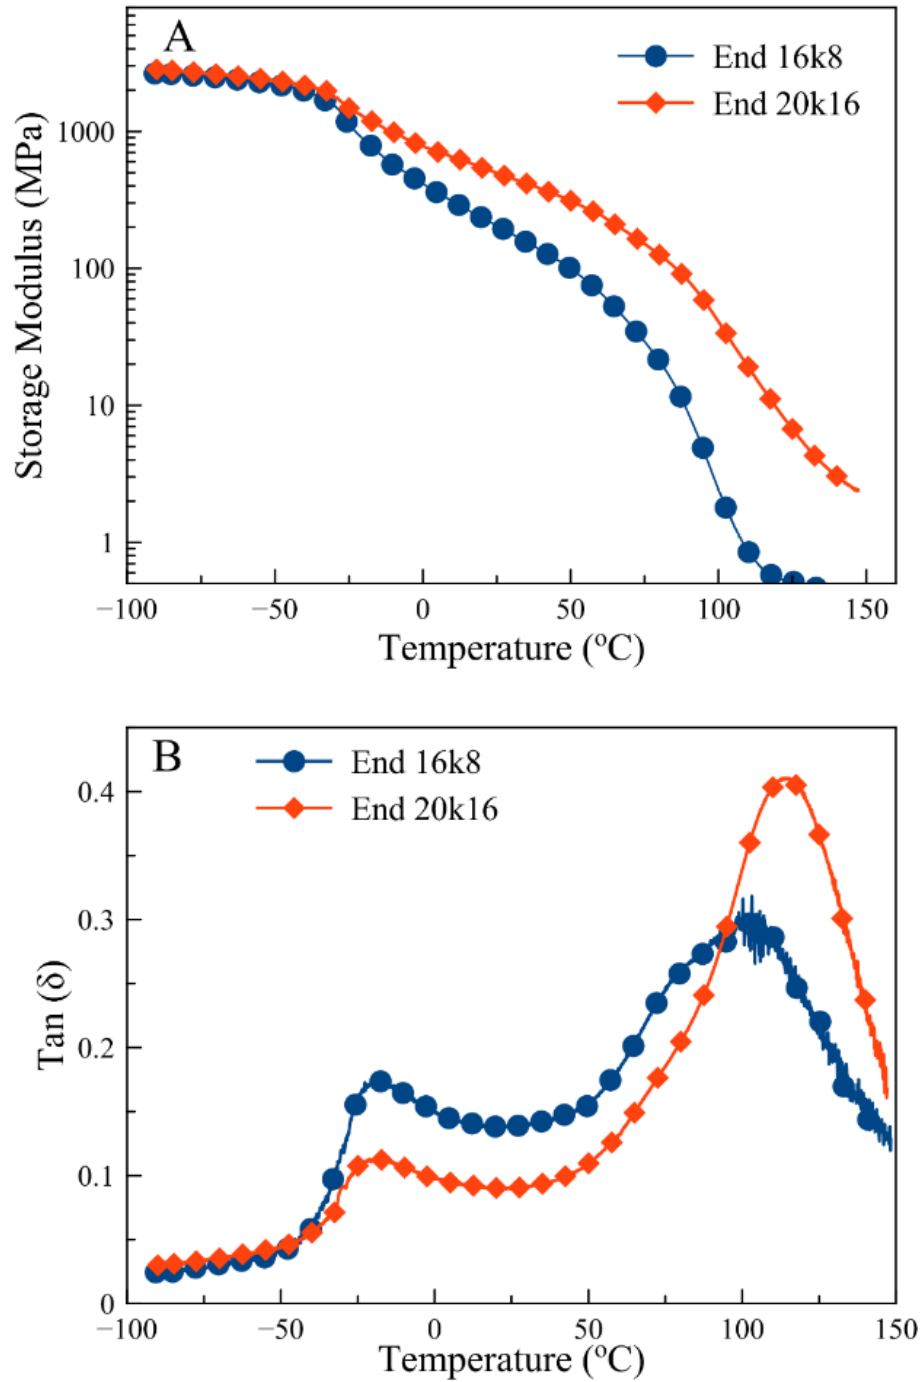 A
End 16k8
End 20k16
Storage Modulus (MPa)
1000
100
10
1
−100
−50
0
50
100
150
Temperature (ºC)
B
End 16k8
End 20k16
Tan (δ)
0.4
0.3
0.2
0.1
0
−100
−50
0
50
100
150
Temperature (ºC)